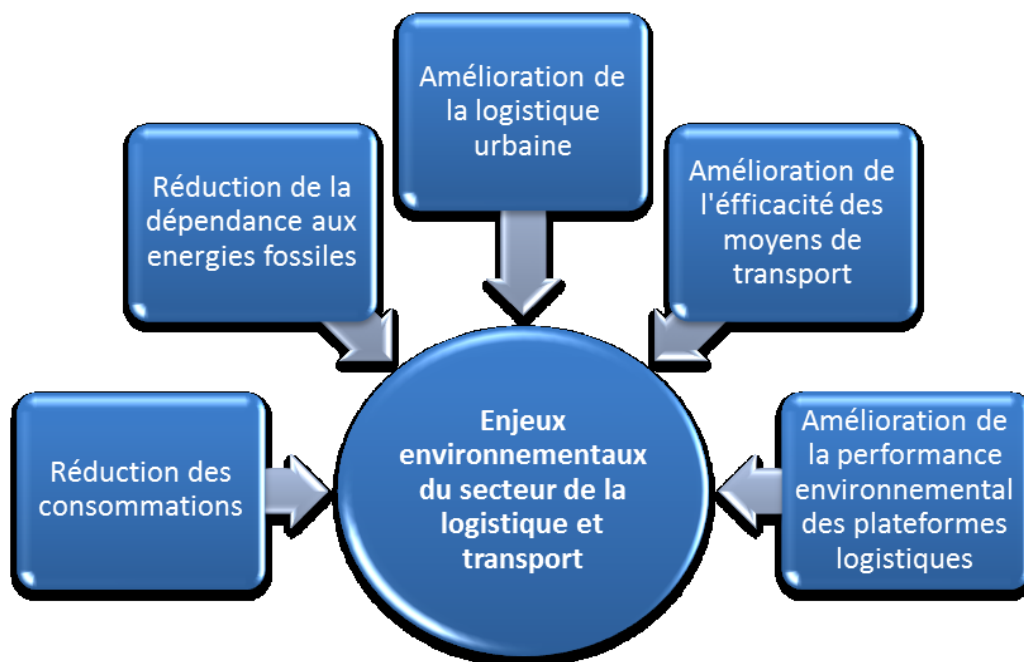 Amélioration de
la logistique
urbaine
Réduction de la
dépendance aux
energies fossiles
Amélioration de
l'éfficacité des
moyens de
transport
Réduction des
consommations
Enjeux
environnementaux
du secteur de la
logistique et
transport
Amélioration de
la performance
environnemental
des plateformes
logistiques